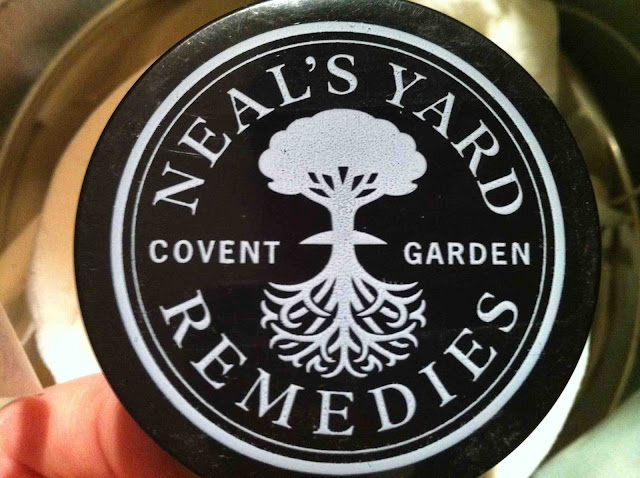 NEAL'S YARD
COVENT GARDEN
REMEDIES